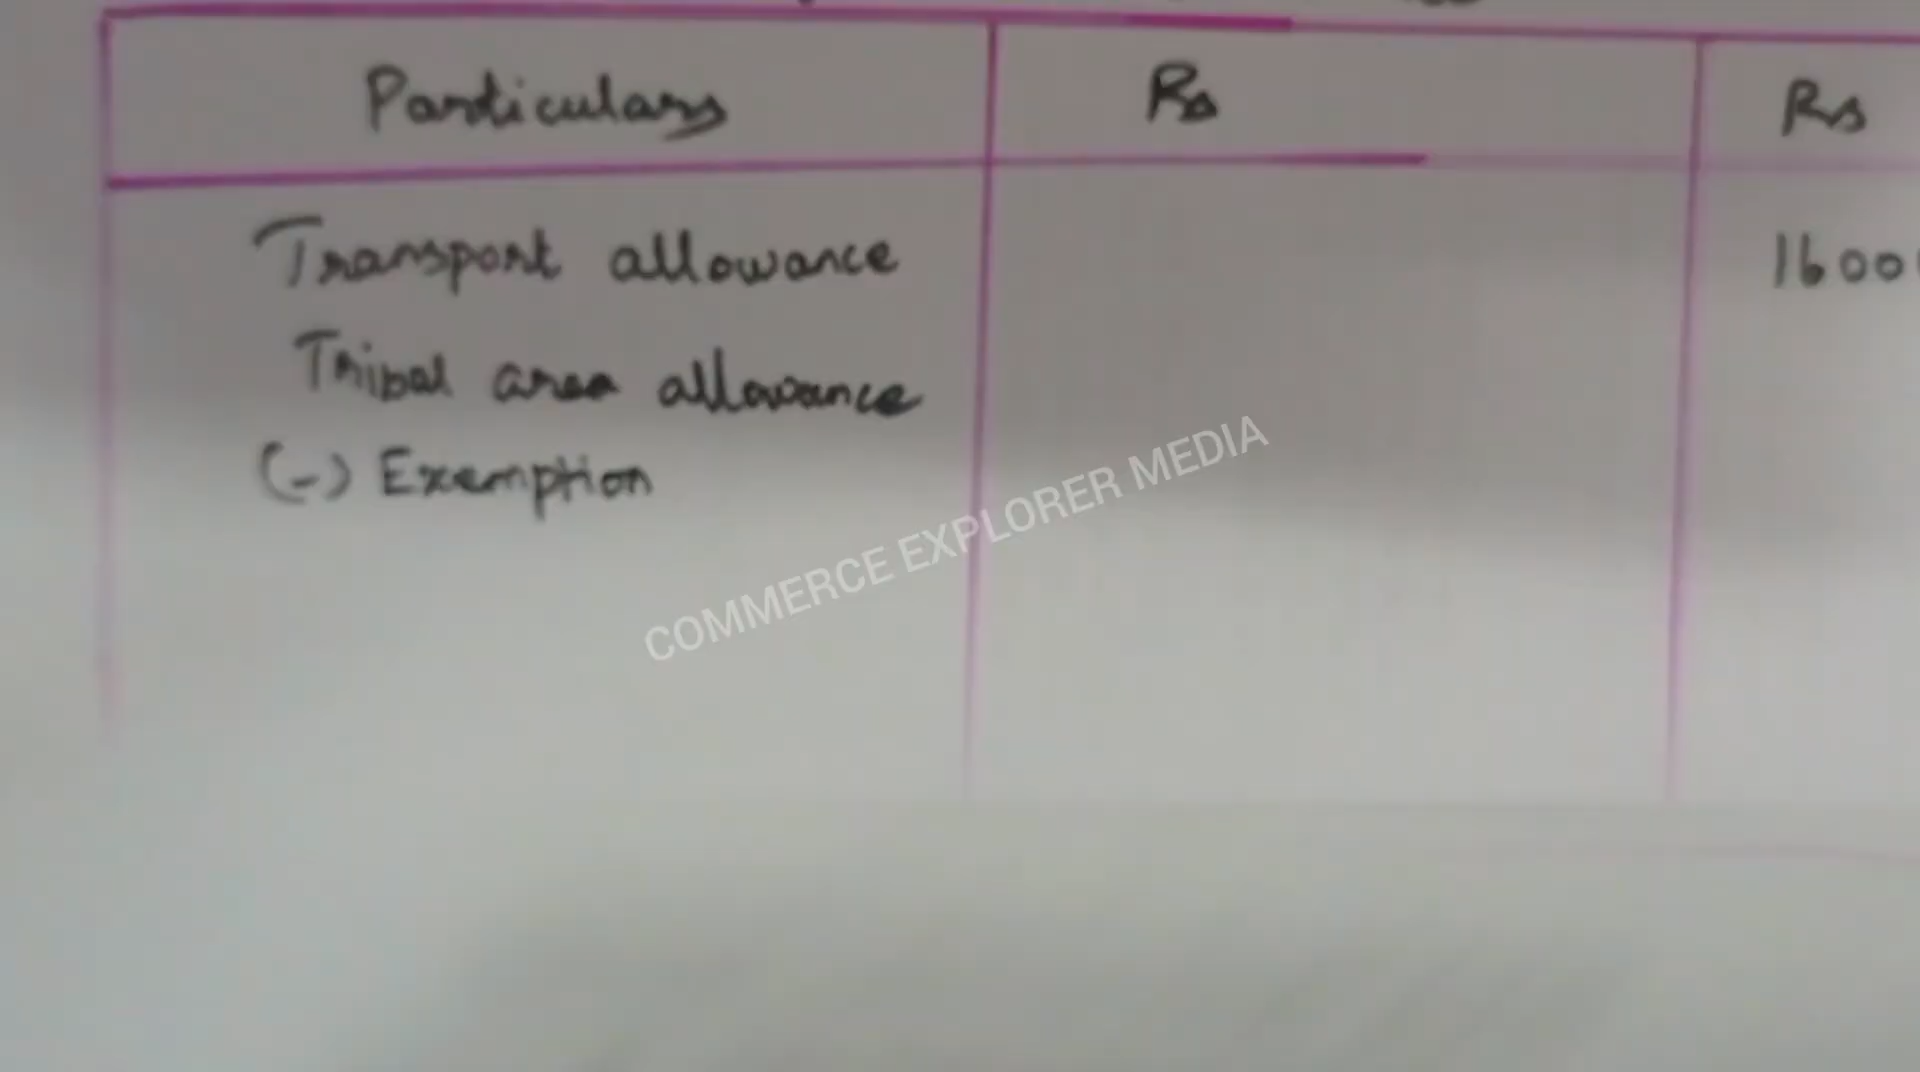 Particulars Rs Rs
Transport allowance 1600
Tribal area allowance
(-) Exemption
COMMERCE EXPLORER MEDIA